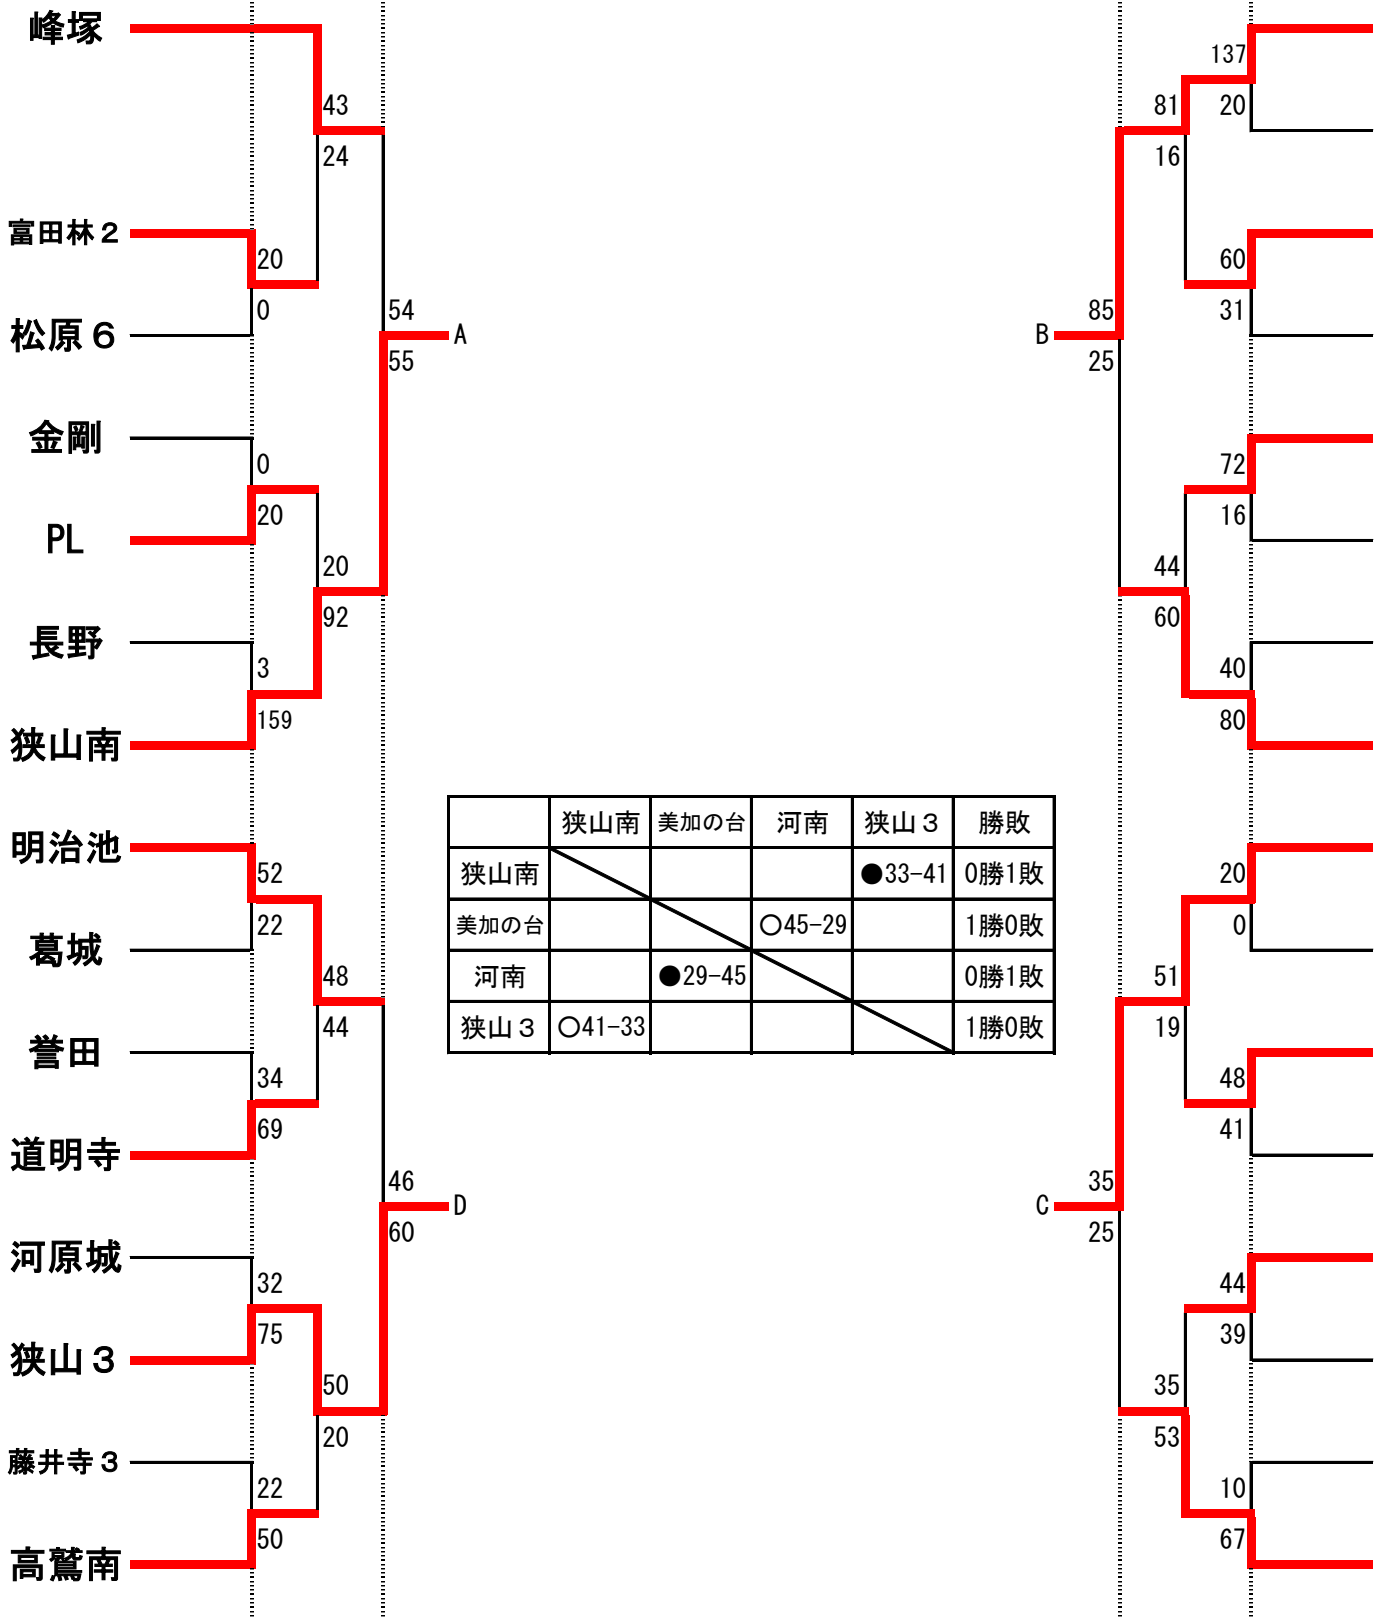 峰塚
137
43
81
20
24
16
富田林２
20
60
0
54
85
31
松原６
A
B
55
25
金剛
0
72
20
16
PL
20
44
92
60
長野
3
40
159
80
狭山南
明治池
52
20
22
0
葛城
48
51
44
19
誉田
34
48
69
41
道明寺
46
35
D
C
60
25
河原城
32
44
75
39
狭山３
50
35
20
53
藤井寺３
22
10
50
67
高鷲南
狭山南 美加の台 河南 狭山３ 勝敗
狭山南 ●33-41 0勝1敗
美加の台 ○45-29 1勝0敗
河南 ●29-45 0勝1敗
狭山３ ○41-33 1勝0敗